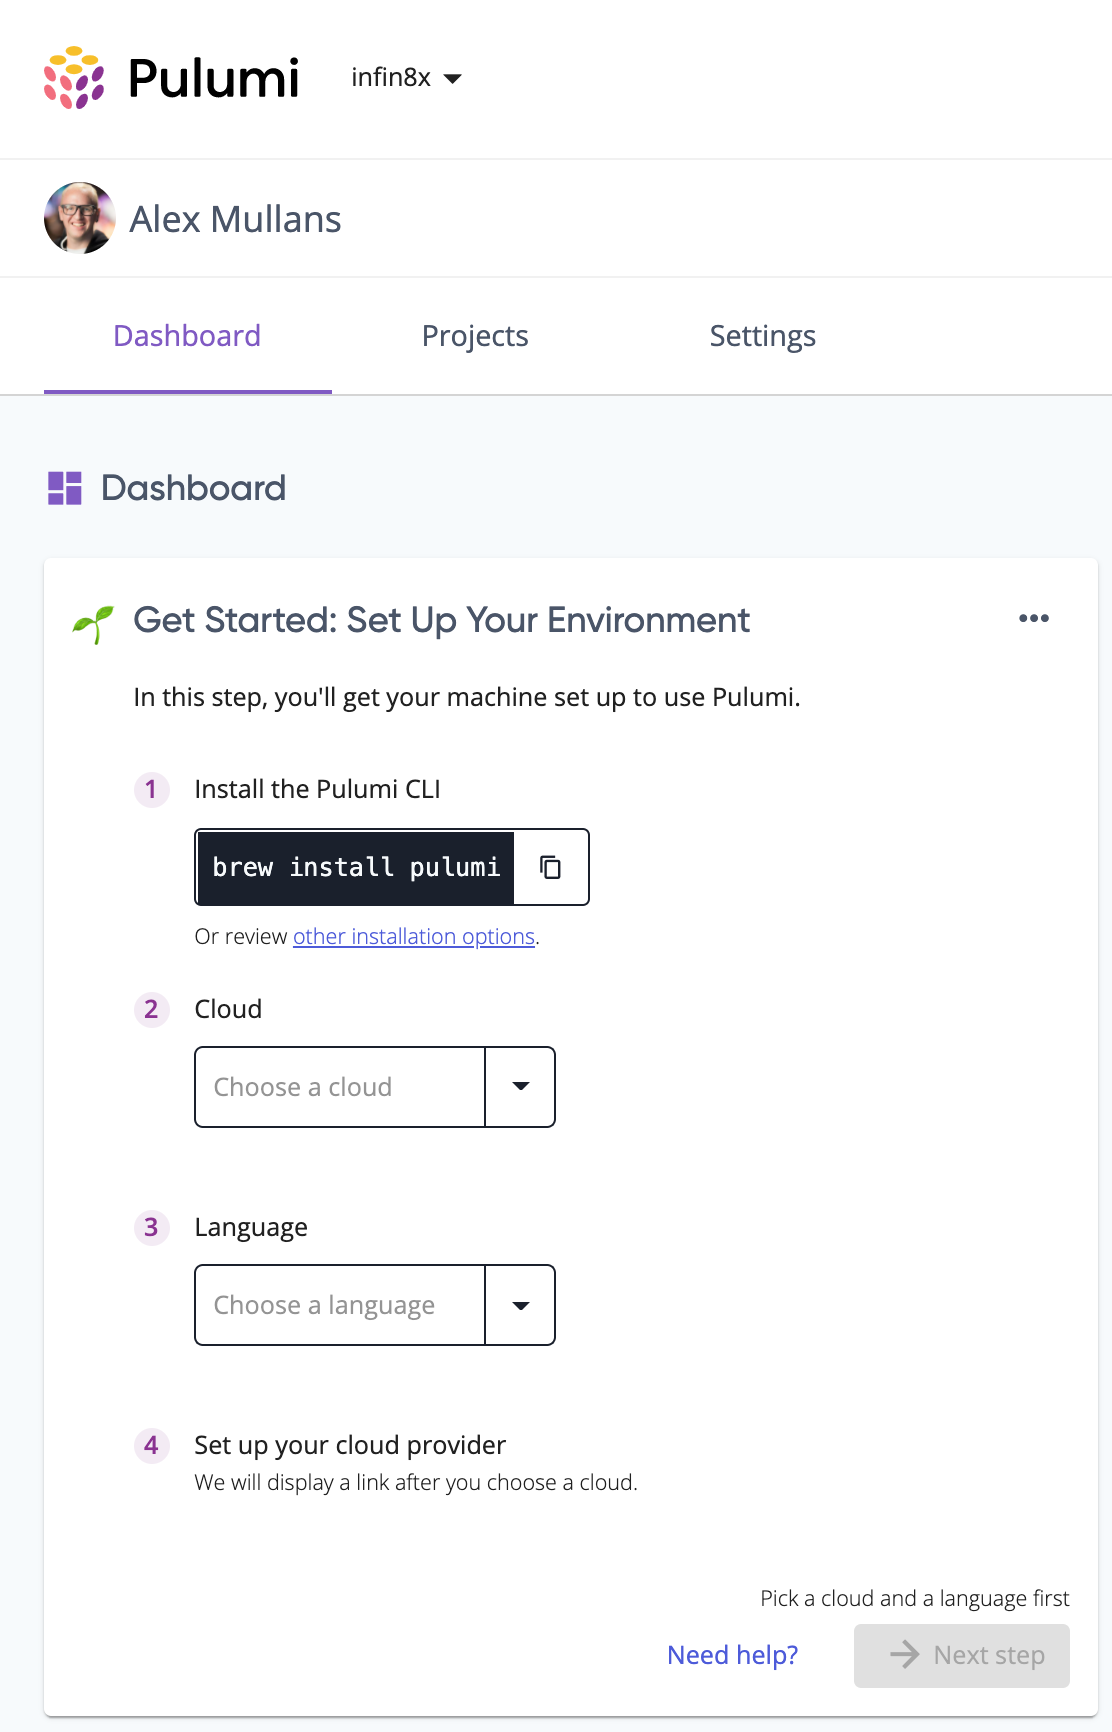 Pulumi
infin8x
Alex Mullans
Dashboard
Projects
Settings
Dashboard
Get Started: Set Up Your Environment
In this step, you'll get your machine set up to use Pulumi.
1 Install the Pulumi CLI
brew install pulumi
Or review other installation options.
2 Cloud
Choose a cloud
3 Language
Choose a language
4 Set up your cloud provider
We will display a link after you choose a cloud.
Pick a cloud and a language first
Need help?
Next step